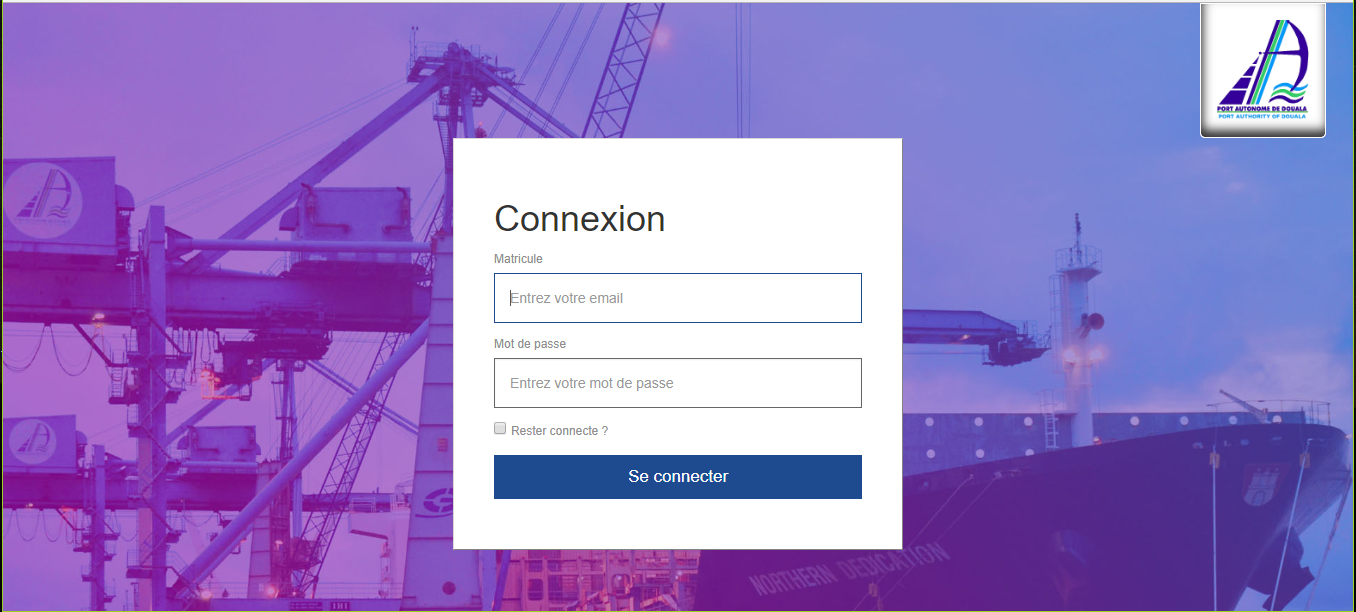 PORT AUTONOME DE DOUALA
PORT AUTHORITY OF DOUALA
Connexion
Matricule
Entrez votre email
Mot de passe
Entrez votre mot de passe
Rester connecte ?
Se connecter
NORTHERN DEDICATION
IHI